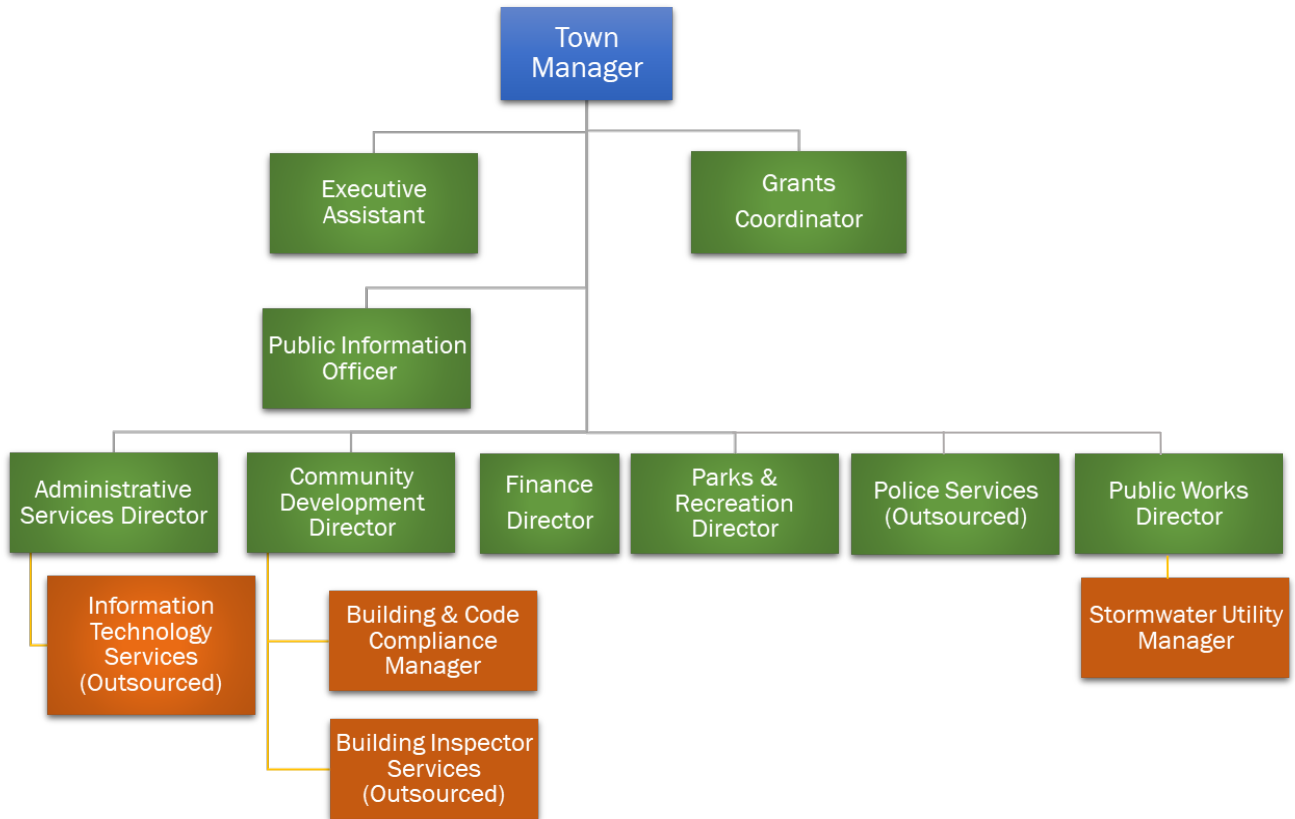 Town
Manager
Executive
Assistant
Grants
Coordinator
Public Information
Officer
Administrative
Services Director
Community
Development
Director
Finance
Director
Parks &
Recreation
Director
Police Services
(Outsourced)
Public Works
Director
Information
Technology
Services
(Outsourced)
Building & Code
Compliance
Manager
Stormwater Utility
Manager
Building Inspector
Services
(Outsourced)